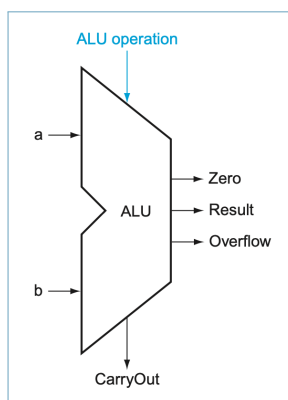 ALU operation
a
Zero
ALU
Result
Overflow
b
CarryOut